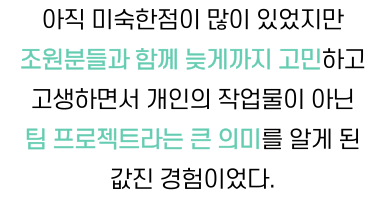 아직 미숙한점이 많이 있었지만
조원분들과 함께 늦게까지 고민하고
고생하면서 개인의 작업물이 아닌
팀 프로젝트라는 큰 의미를 알게 된
값진 경험이었다.